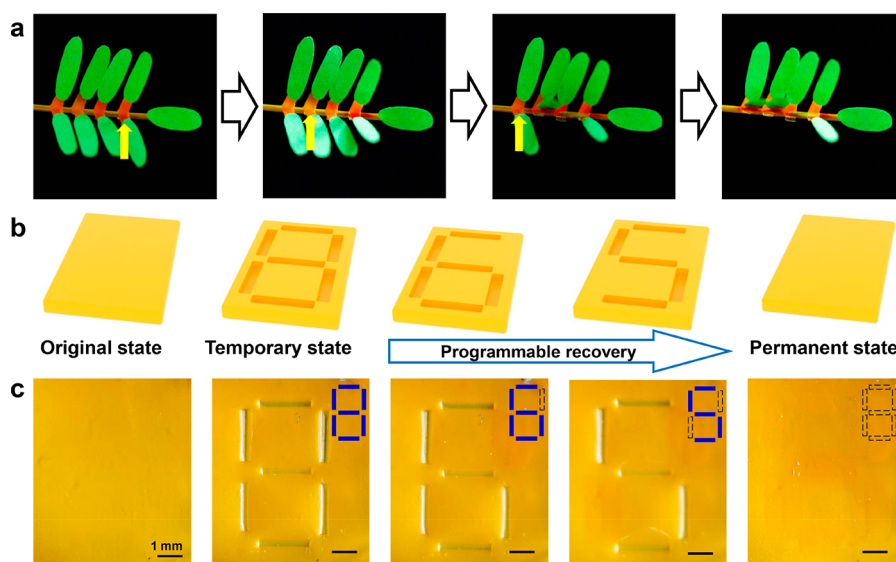 a
b
Original state
Temporary state
Programmable recovery
Permanent state
c
1 mm